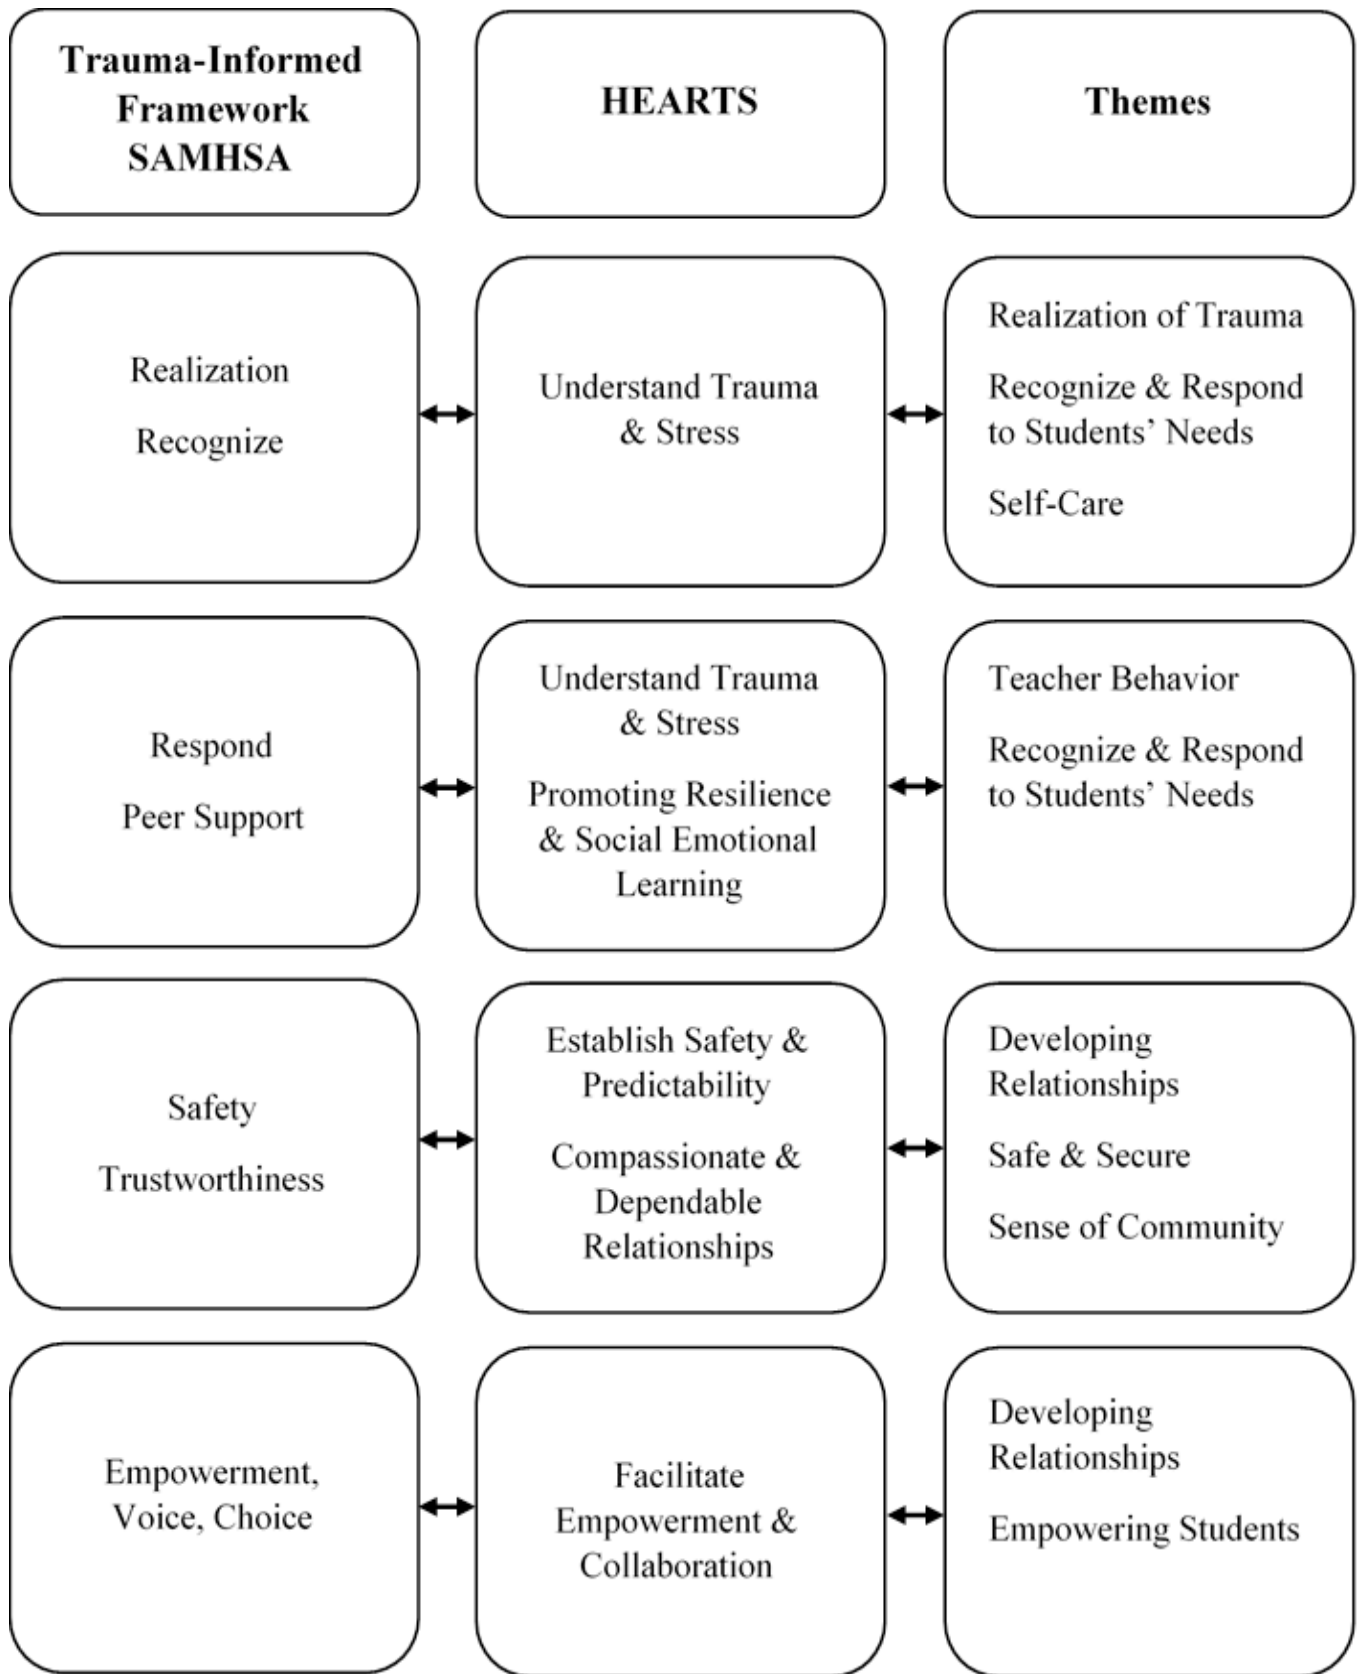 Trauma-Informed
Framework
SAMHSA
HEARTS
Themes
Realization
Recognize
Understand Trauma
& Stress
Realization of Trauma
Recognize & Respond
to Students’ Needs
Self-Care
Respond
Peer Support
Understand Trauma
& Stress
Promoting Resilience
& Social Emotional
Learning
Teacher Behavior
Recognize & Respond
to Students’ Needs
Safety
Trustworthiness
Establish Safety &
Predictability
Compassionate &
Dependable
Relationships
Developing
Relationships
Safe & Secure
Sense of Community
Empowerment,
Voice, Choice
Facilitate
Empowerment &
Collaboration
Developing
Relationships
Empowering Students